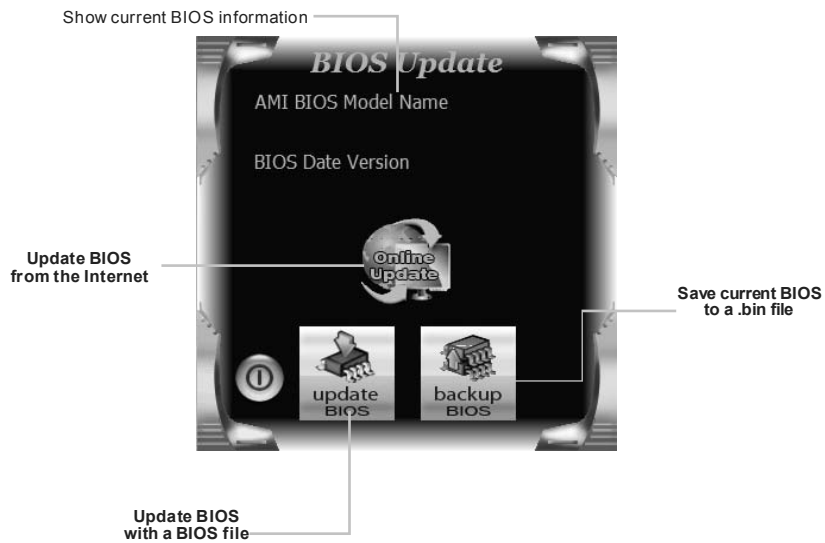 Show current BIOS information
BIOS Update
AMI BIOS Model Name
BIOS Date Version
Online
Update
Update BIOS
from the Internet
Save current BIOS
to a .bin file
update
BIOS
backup
BIOS
Update BIOS
with a BIOS file